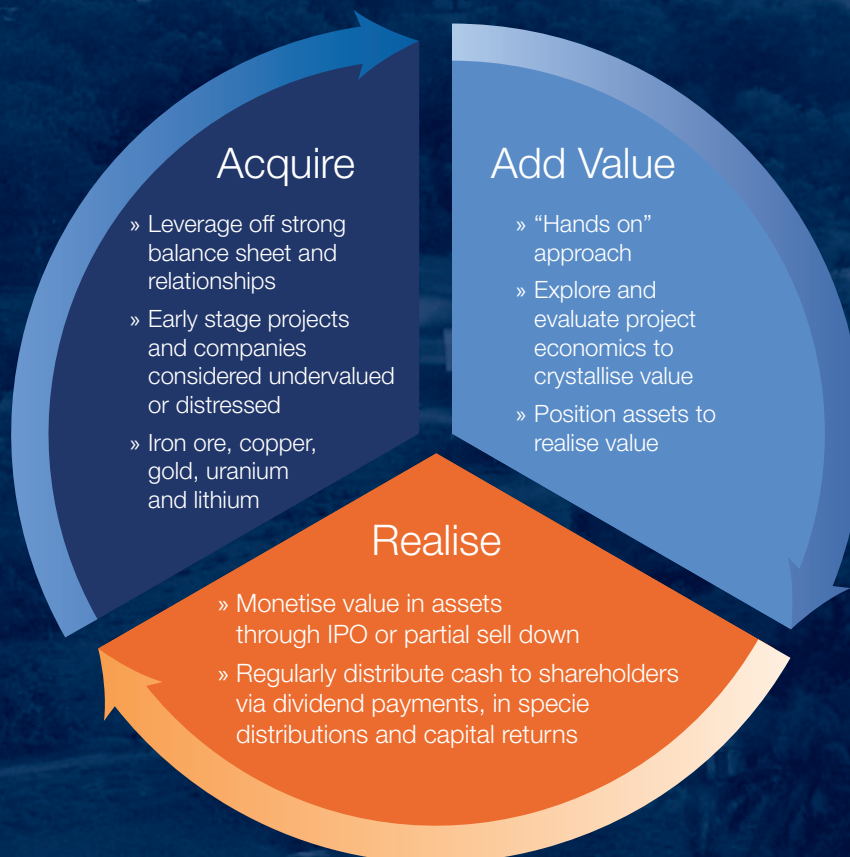 Acquire
» Leverage off strong
balance sheet and
relationships
» Early stage projects
and companies
considered undervalued
or distressed
» Iron ore, copper,
gold, uranium
and lithium
Add Value
» “Hands on”
approach
» Explore and
evaluate project
economics to
crystallise value
» Position assets to
realise value
Realise
» Monetise value in assets
through IPO or partial sell down
» Regularly distribute cash to shareholders
via dividend payments, in specie
distributions and capital returns